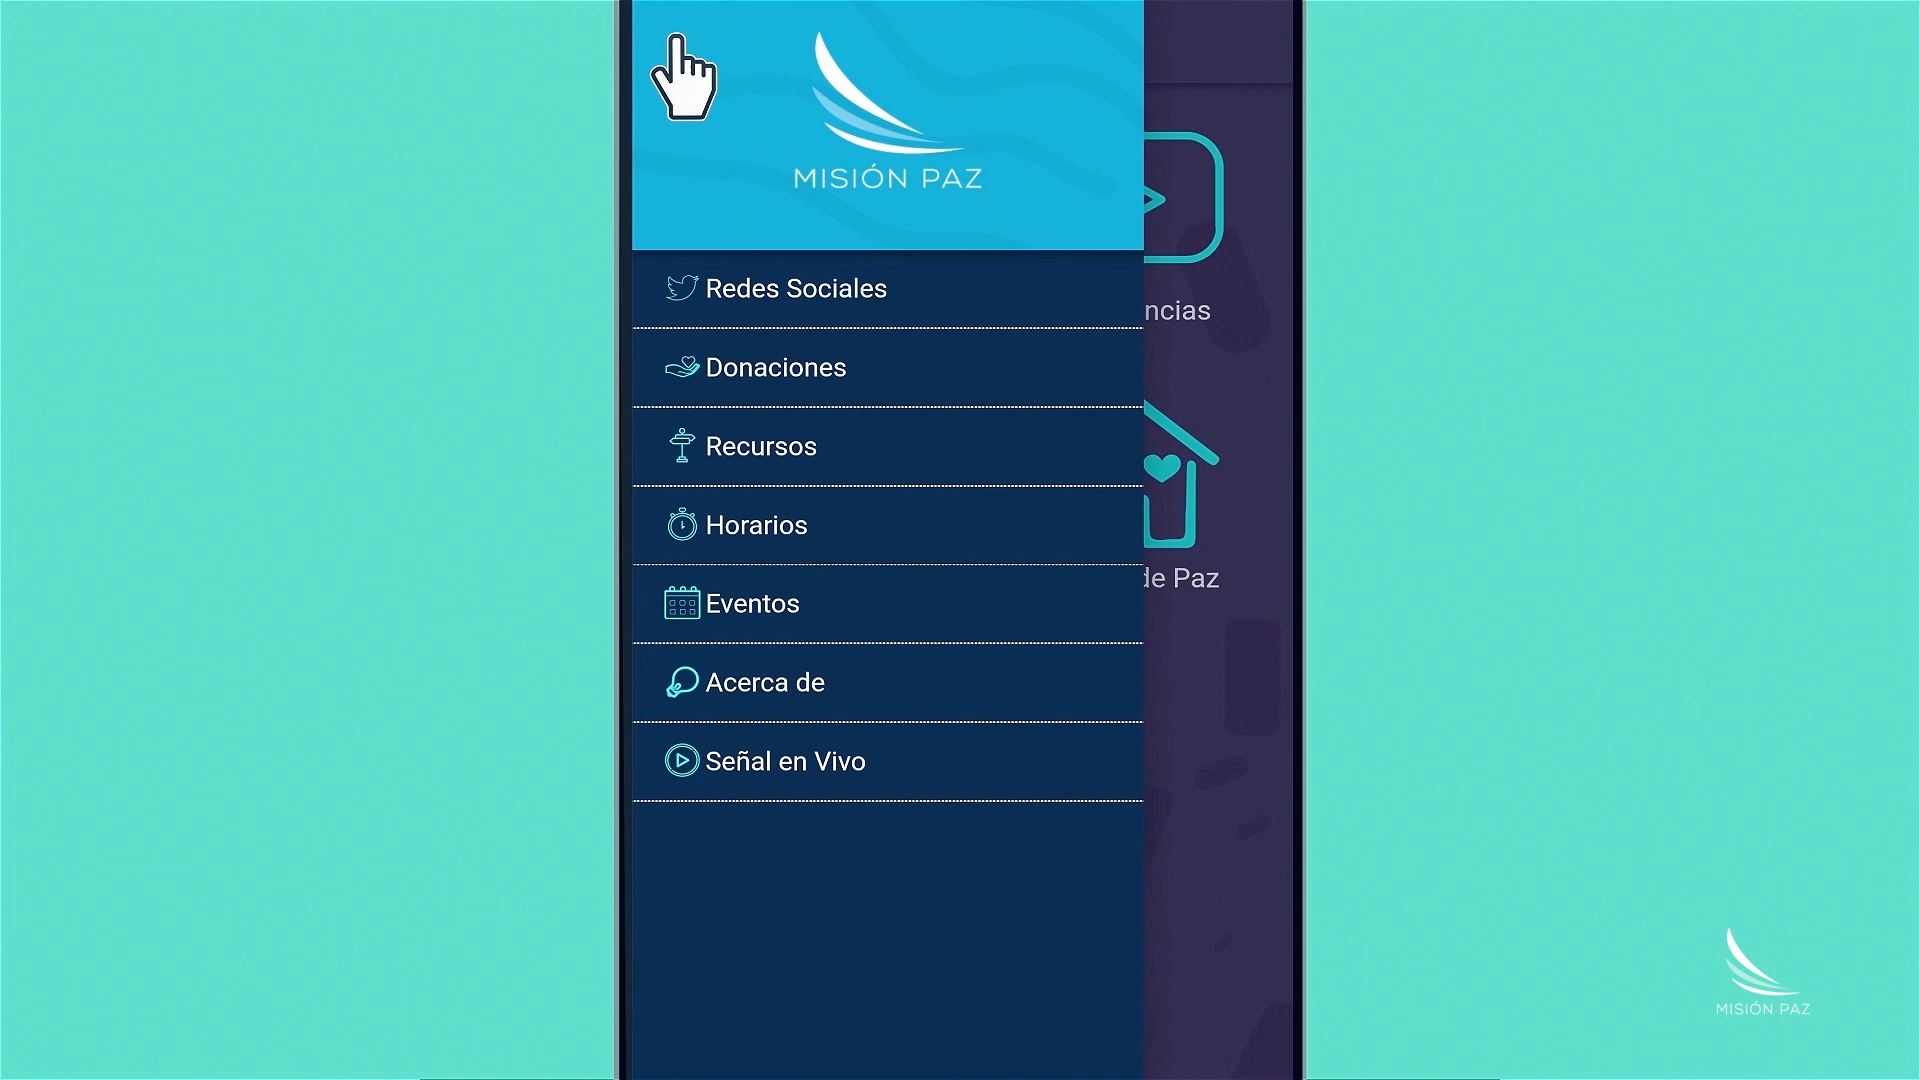 MISIÓN PAZ
Redes Sociales
Donaciones
Recursos
Horarios
Eventos
Acerca de
Señal en Vivo
ncias
de Paz
MISIÓN PAZ